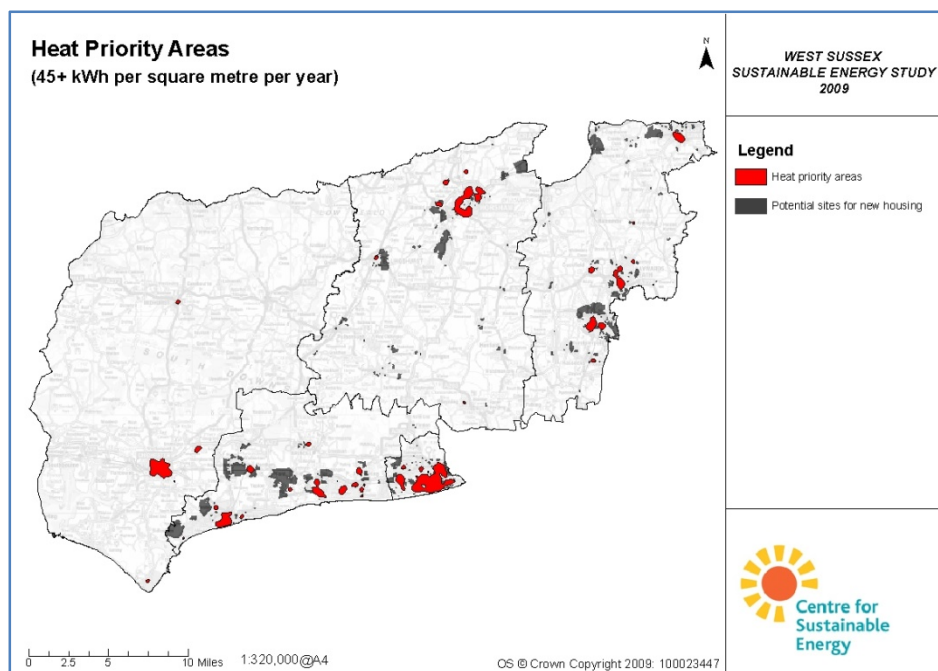 Heat Priority Areas
(45+ kWh per square metre per year)
N
WEST SUSSEX
SUSTAINABLE ENERGY STUDY
2009
Legend
Heat priority areas
Potential sites for new housing
0 2.5 5 10 Miles
1:320,000@A4
OS © Crown Copyright 2009: 100023447
Centre for
Sustainable
Energy